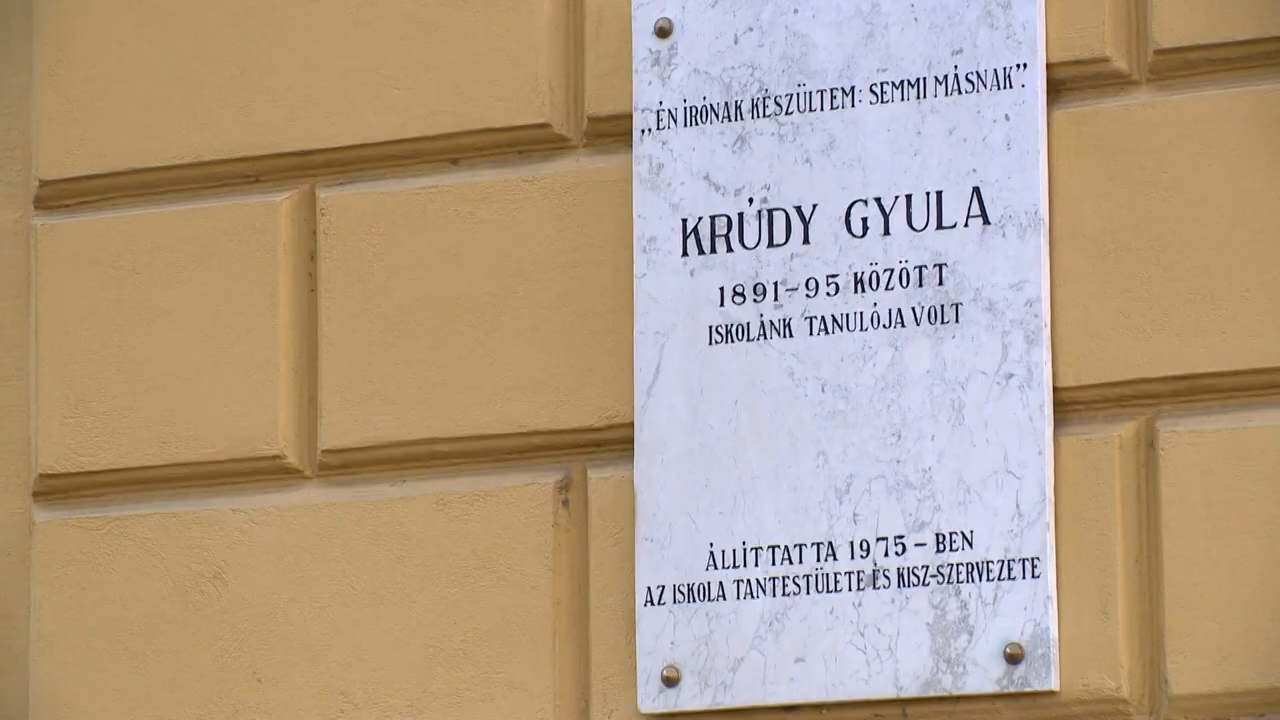 „ÉN ÍRÓNAK KÉSZÜLTEM: SEMMI MÁSNAK”.
KRÚDY GYULA
1891-95 KÖZÖTT
ISKOLÁNK TANULÓJA VOLT
ÁLLÍTTATTA 1975-BEN
AZ ISKOLA TANTESTÜLETE ÉS KISZ-SZERVEZETE